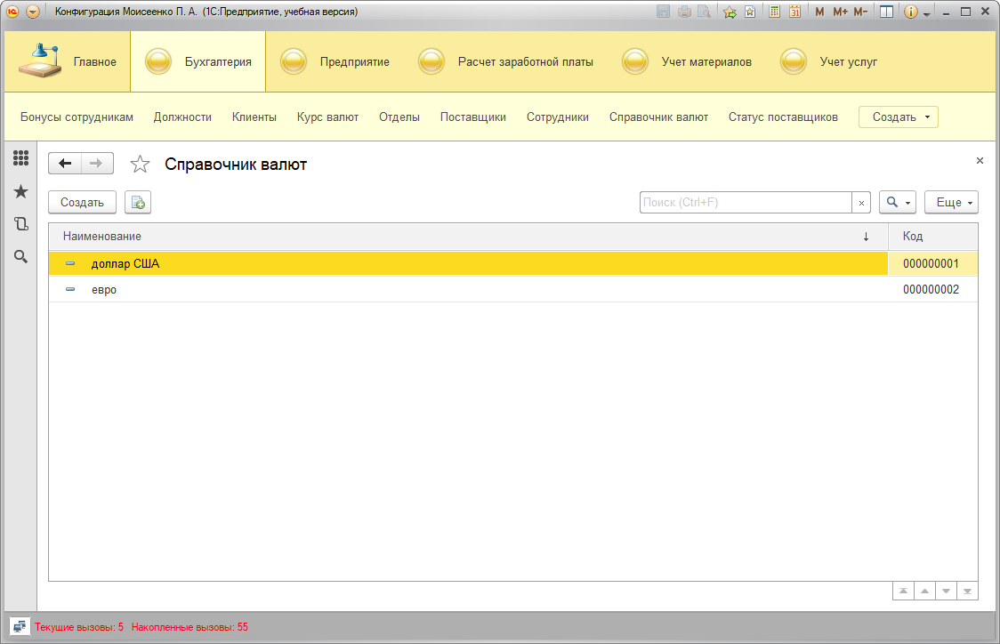 Конфигурация Моисеенко П. А. (1С:Предприятие, учебная версия)
M M+ M-
31
Главное Бухгалтерия Предприятие Расчет заработной платы Учет материалов Учет услуг
Бонусы сотрудникам Должности Клиенты Курс валют Отделы Поставщики Сотрудники Справочник валют Статус поставщиков Создать
Справочник валют
Создать Поиск (Ctrl+F) Еще
Наименование Код
доллар США 000000001
евро 000000002
Текущие вызовы: 5 Накопленные вызовы: 55